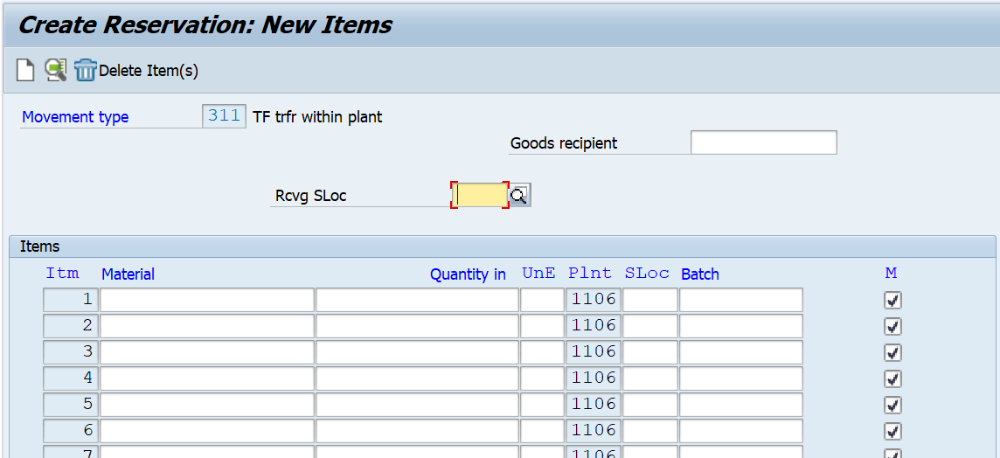 Create Reservation: New Items
Delete Item(s)
Movement type 311 TF trfr within plant
Goods recipient
Rcvg SLoc
Items
Itm Material Quantity in UnE Plnt SLoc Batch M
1 1106
2 1106
3 1106
4 1106
5 1106
6 1106
7 1106